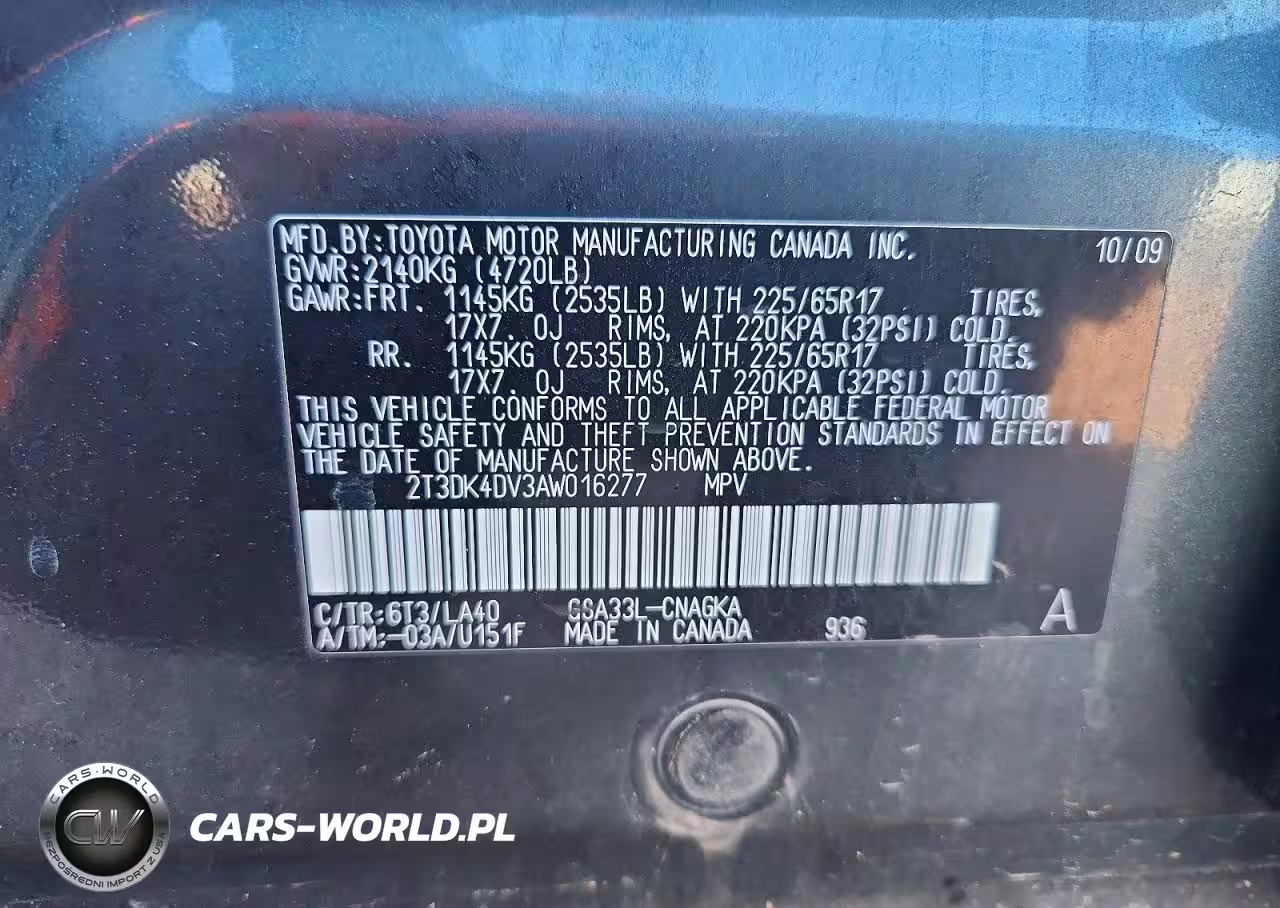 MFD.BY:TOYOTA MOTOR MANUFACTURING CANADA INC. 10/09
GVWR:2140KG (4720LB)
GAWR:FRT. 1145KG (2535LB) WITH 225/65R17 TIRES,
17X7. 0J RIMS, AT 220KPA (32PSI) COLD.
RR. 1145KG (2535LB) WITH 225/65R17 TIRES,
17X7. 0J RIMS, AT 220KPA (32PSI) COLD.
THIS VEHICLE CONFORMS TO ALL APPLICABLE FEDERAL MOTOR
VEHICLE SAFETY AND THEFT PREVENTION STANDARDS IN EFFECT ON
THE DATE OF MANUFACTURE SHOWN ABOVE.
2T3DK4DV3AW016277 MPV
C/TR:6T3/LA40 GSA33L-CNAGKA
A/TM:-03A/U151F MADE IN CANADA 936 A
CARS-WORLD
CW
BEZPOŚREDNI IMPORT Z USA
CARS-WORLD.PL